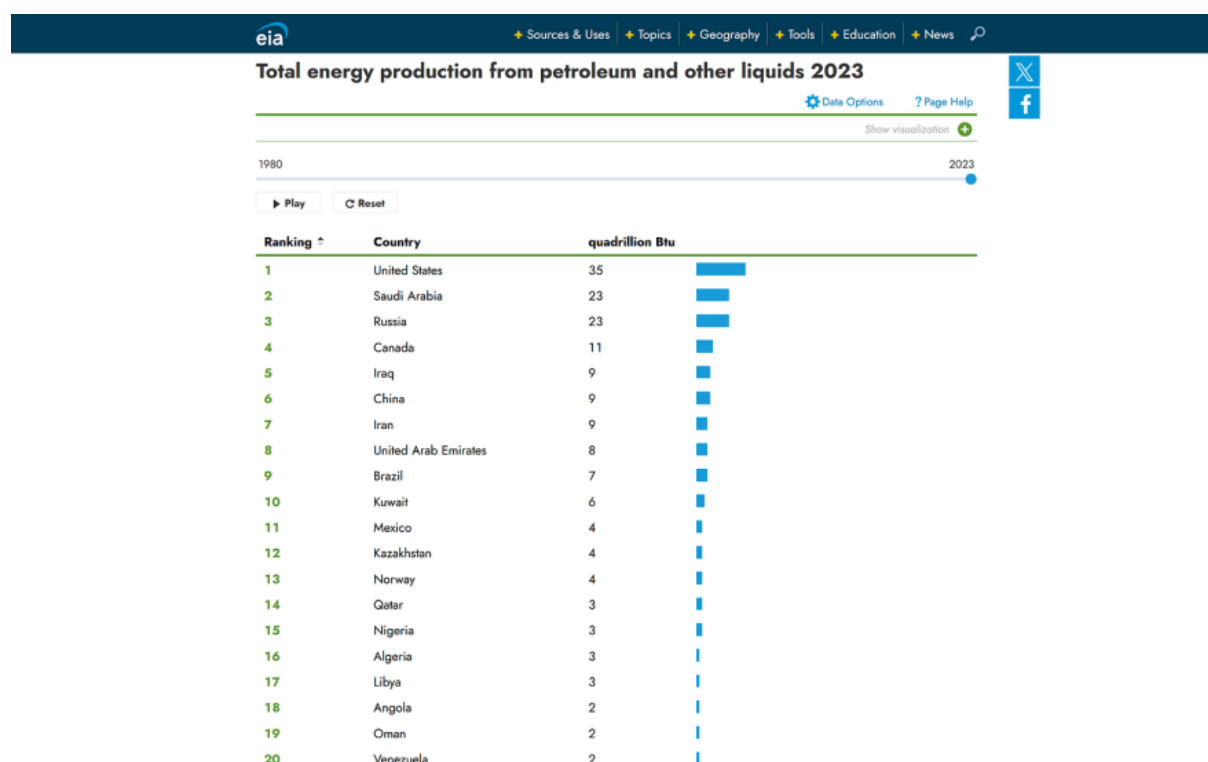 eia
+ Sources & Uses + Topics + Geography + Tools + Education + News
Total energy production from petroleum and other liquids 2023
Data Options ? Page Help
Show visualization
1980 2023
Play Reset
Ranking Country quadrillion Btu
1 United States 35
2 Saudi Arabia 23
3 Russia 23
4 Canada 11
5 Iraq 9
6 China 9
7 Iran 9
8 United Arab Emirates 8
9 Brazil 7
10 Kuwait 6
11 Mexico 4
12 Kazakhstan 4
13 Norway 4
14 Qatar 3
15 Nigeria 3
16 Algeria 3
17 Libya 3
18 Angola 2
19 Oman 2
20 Venezuela 2